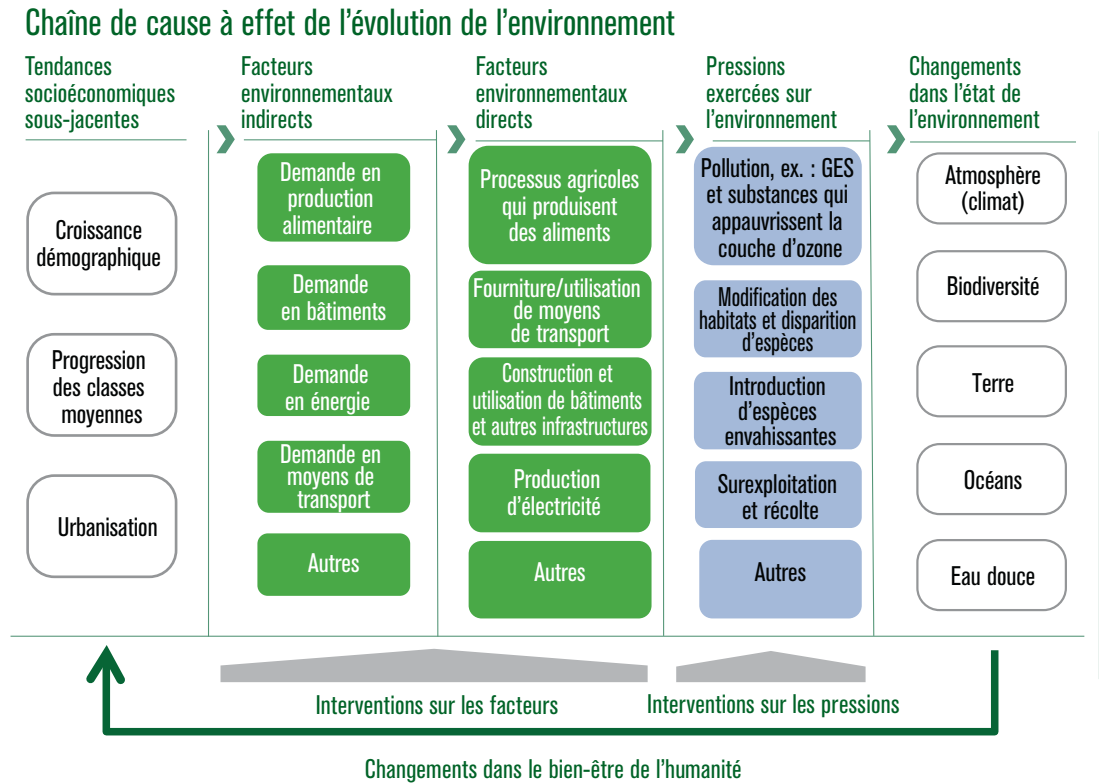 Chaîne de cause à effet de l'évolution de l'environnement
Tendances
socioéconomiques
sous-jacentes
Croissance
démographique
Progression
des classes
moyennes
Urbanisation
Facteurs
environnementaux
indirects
Demande en
production
alimentaire
Demande
en bâtiments
Demande
en énergie
Demande en
moyens de
transport
Autres
Facteurs
environnementaux
directs
Processus agricoles
qui produisent
des aliments
Fourniture/utilisation
de moyens
de transport
Construction et
utilisation de bâtiments
et autres infrastructures
Production
d'électricité
Autres
Pressions
exercées sur
l'environnement
Pollution, ex. : GES
et substances qui
appauvrissent la
couche d'ozone
Modification des
habitats et disparition
d'espèces
Introduction
d'espèces
envahissantes
Surexploitation
et récolte
Autres
Changements
dans l'état de
l'environnement
Atmosphère
(climat)
Biodiversité
Terre
Océans
Eau douce
Interventions sur les facteurs
Interventions sur les pressions
Changements dans le bien-être de l'humanité